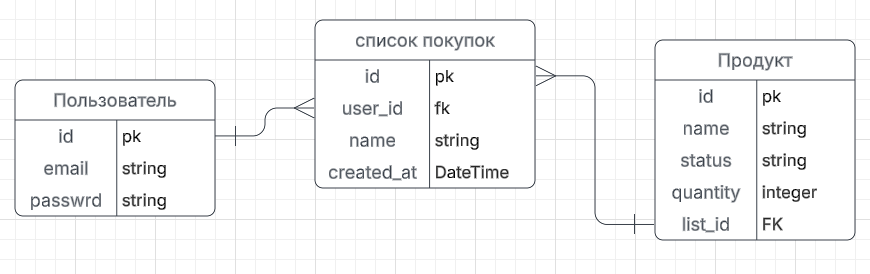 Пользователь
id pk
email string
passwrd string
список покупок
id pk
user_id fk
name string
created_at DateTime
Продукт
id pk
name string
status string
quantity integer
list_id FK